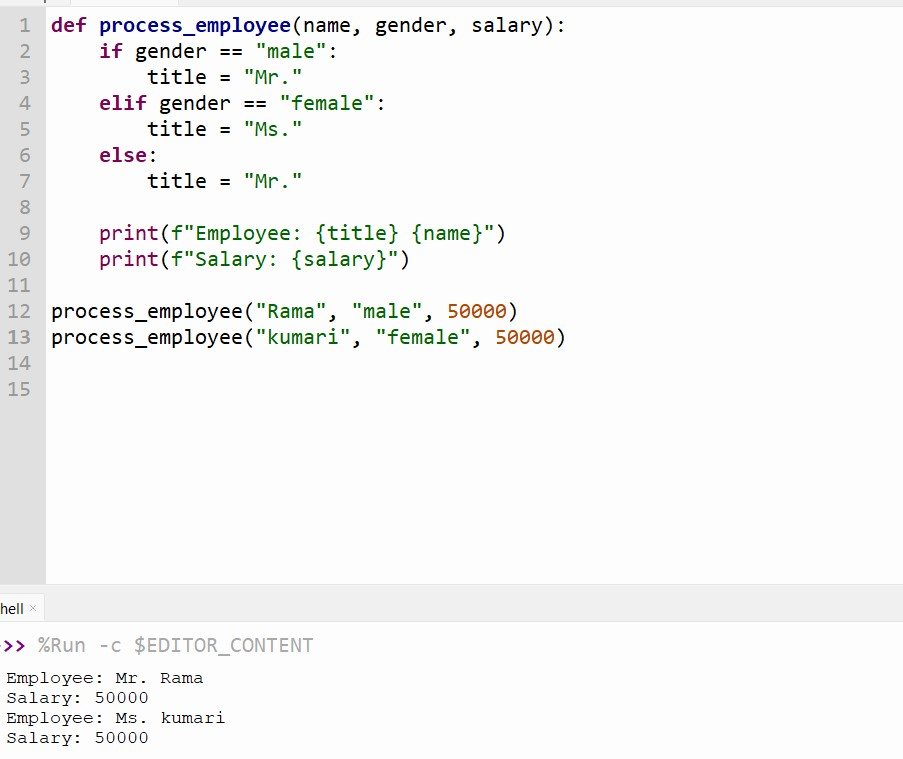 1 def process_employee(name, gender, salary):
2     if gender == "male":
3         title = "Mr."
4     elif gender == "female":
5         title = "Ms."
6     else:
7         title = "Mr."
8
9     print(f"Employee: {title} {name}")
10     print(f"Salary: {salary}")
11
12 process_employee("Rama", "male", 50000)
13 process_employee("kumari", "female", 50000)
14
15
hell ×
>> %Run -c $EDITOR_CONTENT
Employee: Mr. Rama
Salary: 50000
Employee: Ms. kumari
Salary: 50000